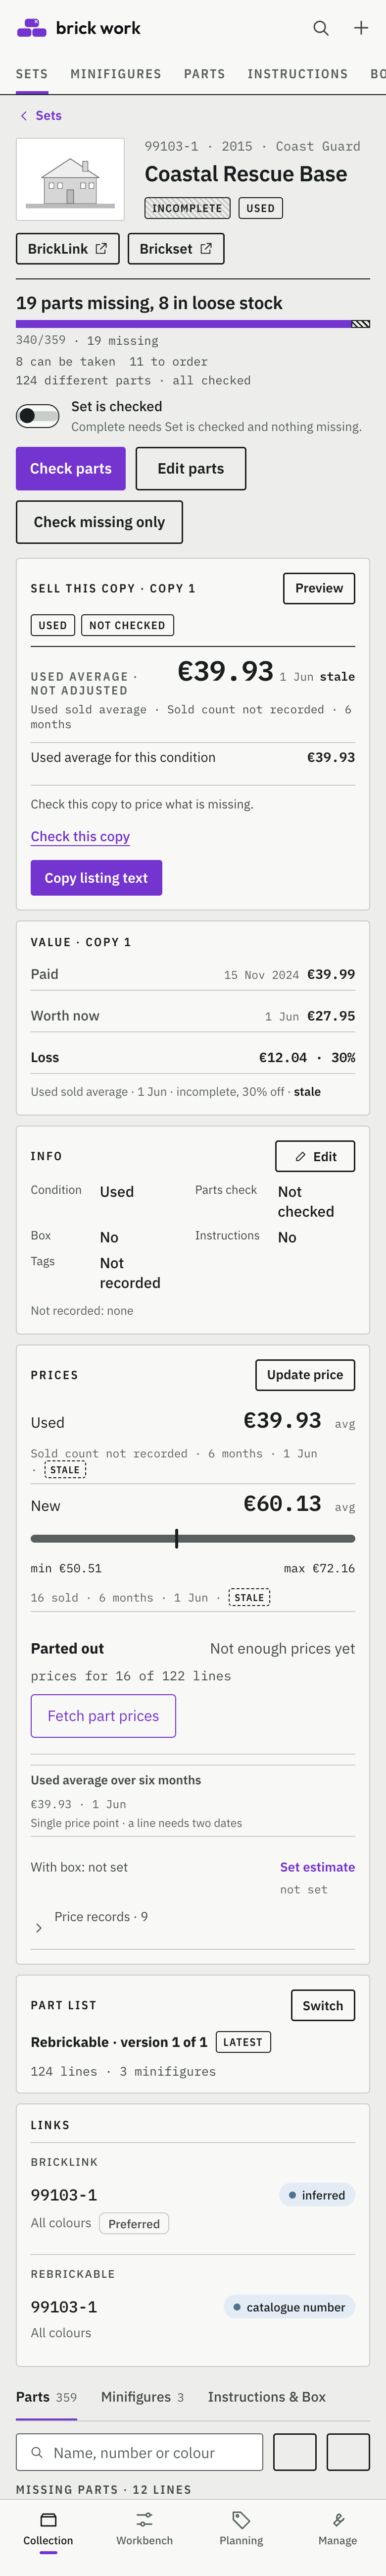 brick work
SETS MINIFIGURES PARTS INSTRUCTIONS BO
Sets
99103-1 · 2015 · Coast Guard
Coastal Rescue Base
INCOMPLETE USED
BrickLink Brickset
19 parts missing, 8 in loose stock
340/359 · 19 missing
8 can be taken 11 to order
124 different parts · all checked
Set is checked
Complete needs Set is checked and nothing missing.
Check parts Edit parts
Check missing only
SELL THIS COPY · COPY 1 Preview
USED NOT CHECKED
USED AVERAGE · NOT ADJUSTED €39.93 1 Jun stale
Used sold average · Sold count not recorded · 6
months
Used average for this condition €39.93
Check this copy to price what is missing.
Check this copy
Copy listing text
VALUE · COPY 1
Paid 15 Nov 2024 €39.99
Worth now 1 Jun €27.95
Loss €12.04 · 30%
Used sold average · 1 Jun · incomplete, 30% off · stale
INFO Edit
Condition Used Parts check Not checked
Box No Instructions No
Tags Not recorded
Not recorded: none
PRICES Update price
Used €39.93 avg
Sold count not recorded · 6 months · 1 Jun
· STALE
New €60.13 avg
min €50.51 max €72.16
16 sold · 6 months · 1 Jun · STALE
Parted out Not enough prices yet
prices for 16 of 122 lines
Fetch part prices
Used average over six months
€39.93 · 1 Jun
Single price point · a line needs two dates
With box: not set Set estimate
not set
Price records · 9
PART LIST Switch
Rebrickable · version 1 of 1 LATEST
124 lines · 3 minifigures
LINKS
BRICKLINK
99103-1 inferred
All colours Preferred
REBRICKABLE
99103-1 catalogue number
All colours
Parts 359 Minifigures 3 Instructions & Box
Name, number or colour
MISSING PARTS · 12 LINES
Collection Workbench Planning Manage